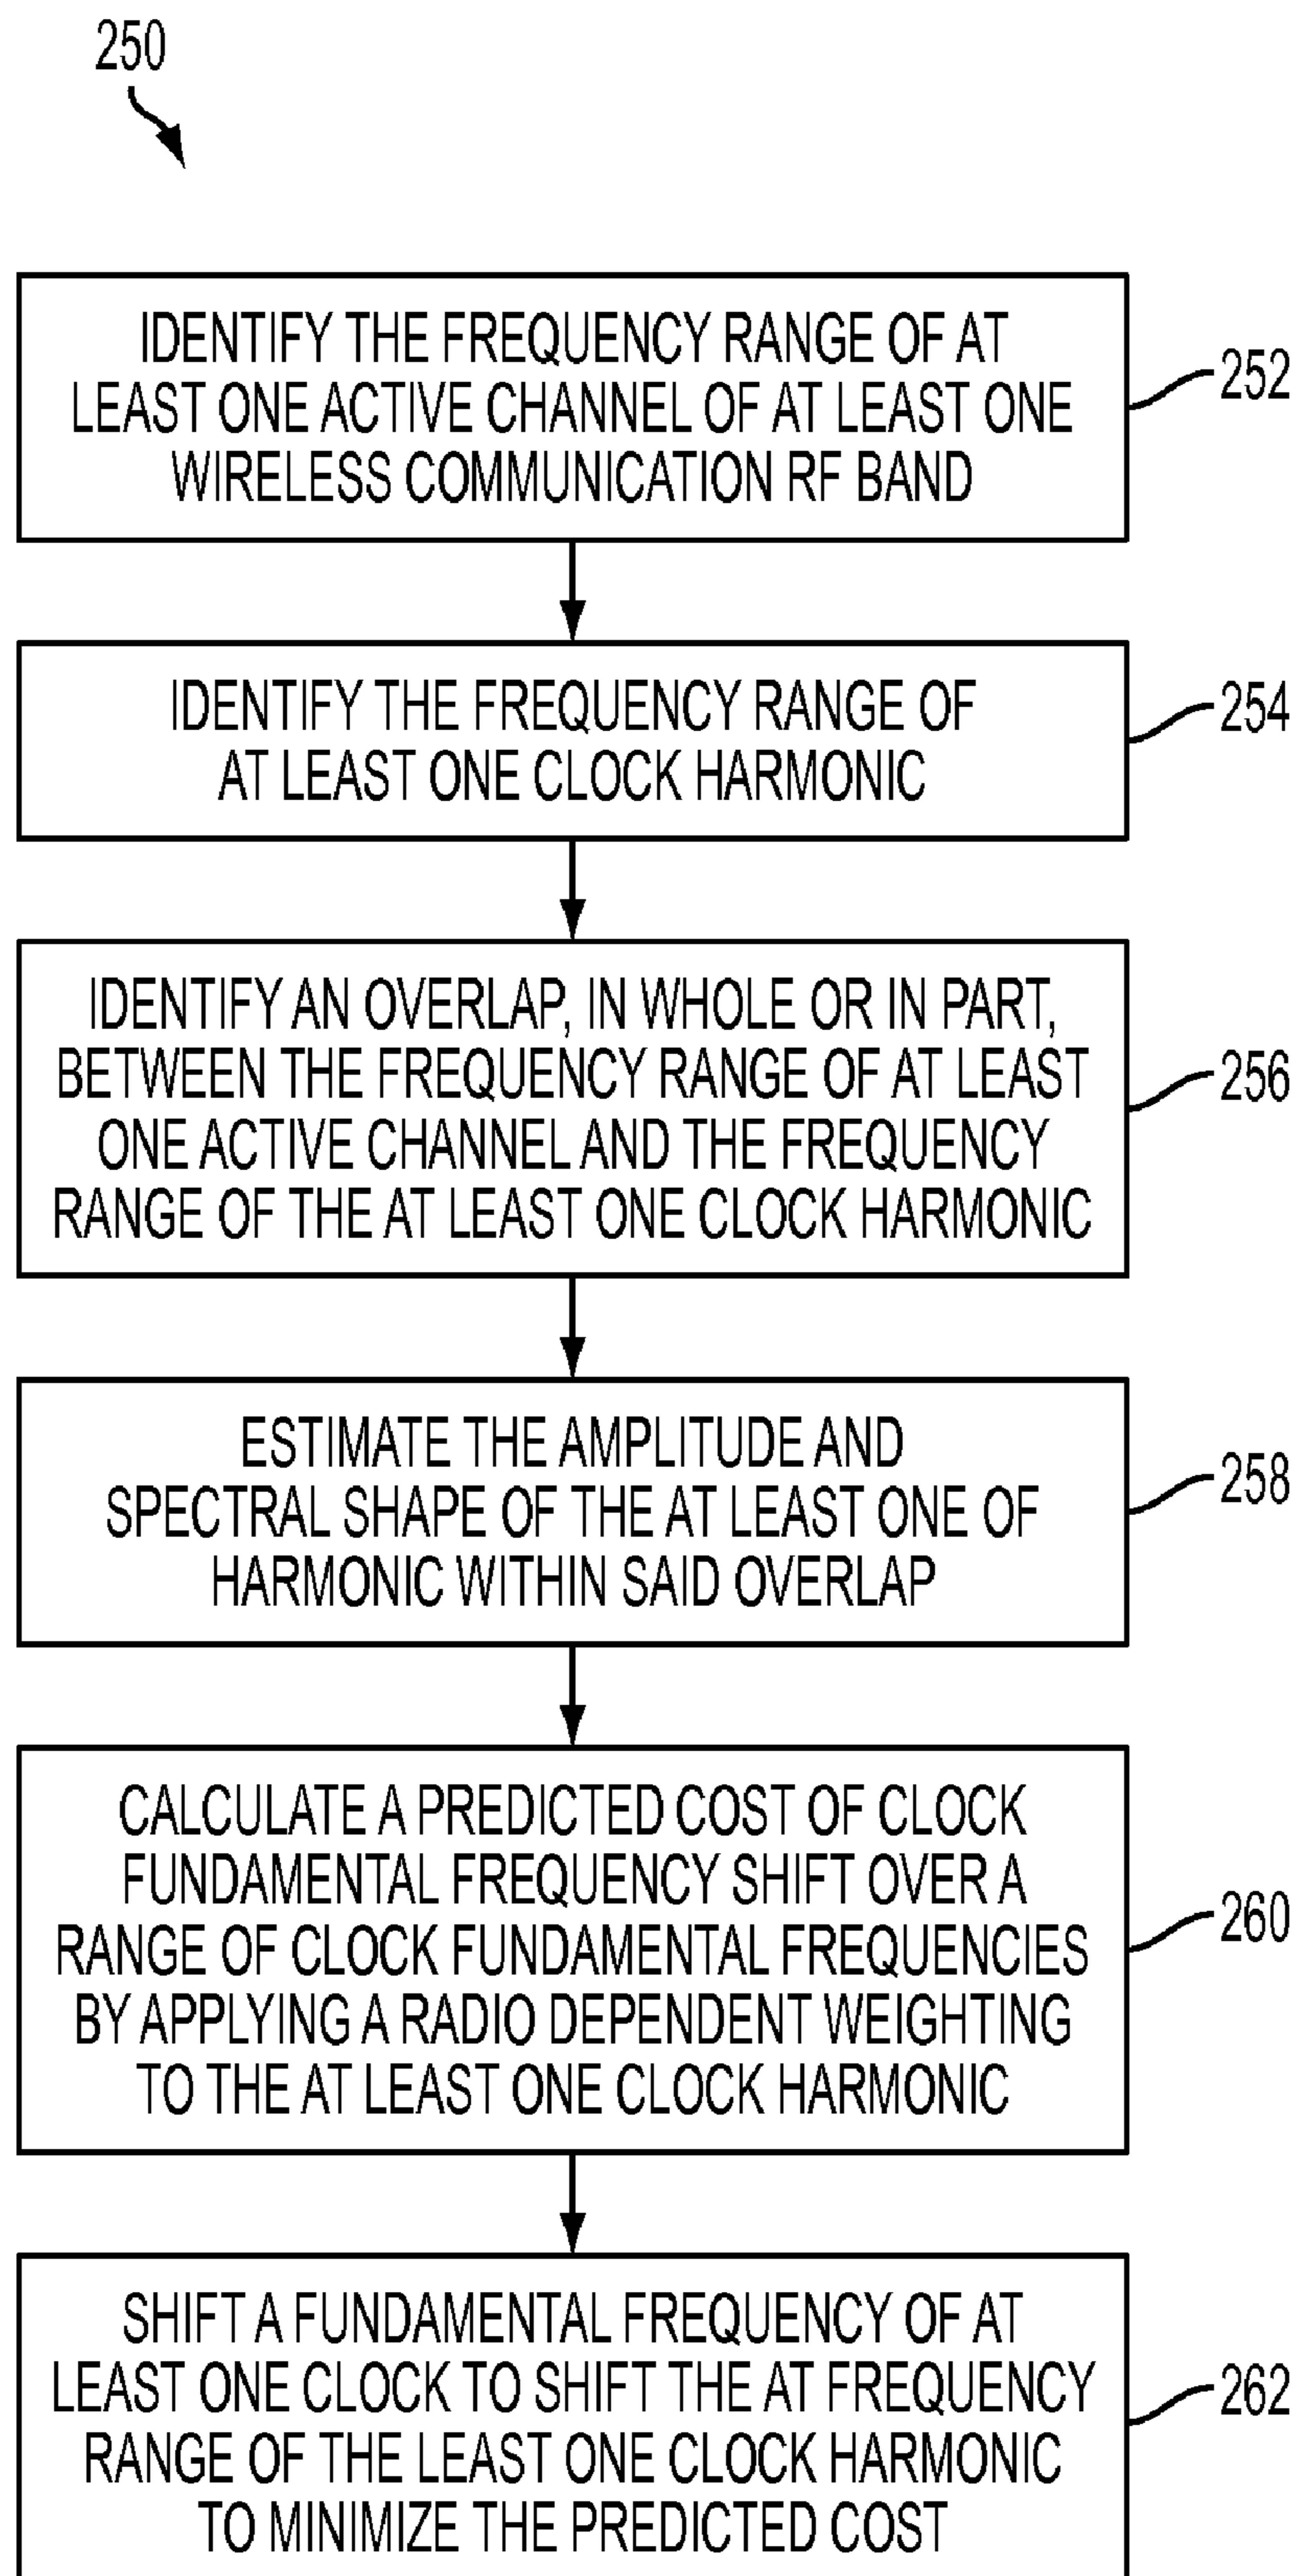 250
IDENTIFY THE FREQUENCY RANGE OF AT
LEAST ONE ACTIVE CHANNEL OF AT LEAST ONE
WIRELESS COMMUNICATION RF BAND
252
IDENTIFY THE FREQUENCY RANGE OF
AT LEAST ONE CLOCK HARMONIC
254
IDENTIFY AN OVERLAP, IN WHOLE OR IN PART,
BETWEEN THE FREQUENCY RANGE OF AT LEAST
ONE ACTIVE CHANNEL AND THE FREQUENCY
RANGE OF THE AT LEAST ONE CLOCK HARMONIC
256
ESTIMATE THE AMPLITUDE AND
SPECTRAL SHAPE OF THE AT LEAST ONE OF
HARMONIC WITHIN SAID OVERLAP
258
CALCULATE A PREDICTED COST OF CLOCK
FUNDAMENTAL FREQUENCY SHIFT OVER A
RANGE OF CLOCK FUNDAMENTAL FREQUENCIES
BY APPLYING A RADIO DEPENDENT WEIGHTING
TO THE AT LEAST ONE CLOCK HARMONIC
260
SHIFT A FUNDAMENTAL FREQUENCY OF AT
LEAST ONE CLOCK TO SHIFT THE AT FREQUENCY
RANGE OF THE LEAST ONE CLOCK HARMONIC
TO MINIMIZE THE PREDICTED COST
262